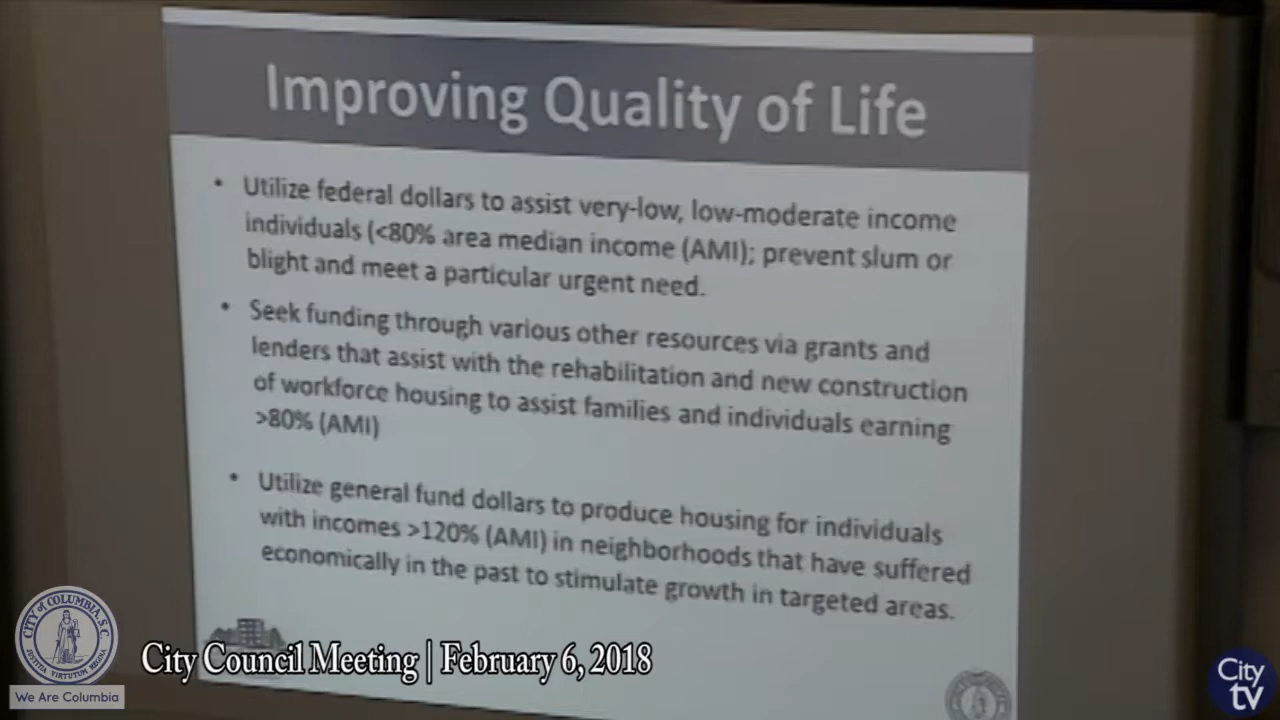 Improving Quality of Life
• Utilize federal dollars to assist very-low, low-moderate income
individuals (<80% area median income (AMI); prevent slum or
blight and meet a particular urgent need.
• Seek funding through various other resources via grants and
lenders that assist with the rehabilitation and new construction
of workforce housing to assist families and individuals earning
>80% (AMI)
• Utilize general fund dollars to produce housing for individuals
with incomes >120% (AMI) in neighborhoods that have suffered
economically in the past to stimulate growth in targeted areas.
CITY of COLUMBIA, S.C.
JUSTITIA VIRTUTUM REGINA
We Are Columbia
City Council Meeting | February 6, 2018
City
tv